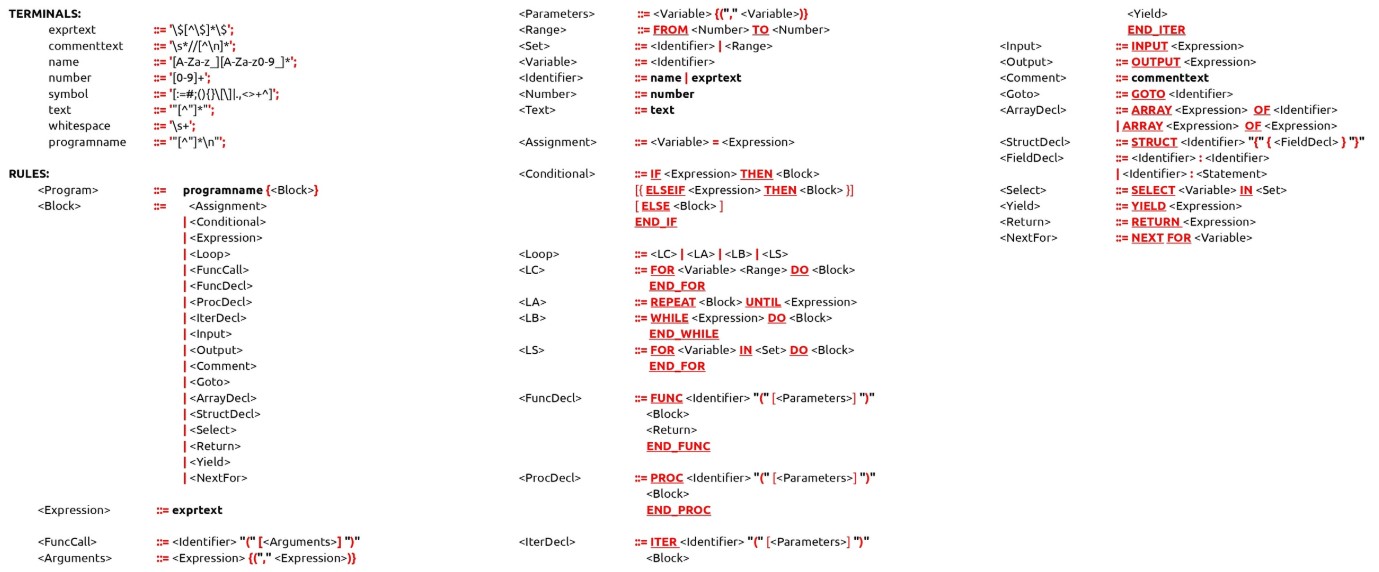 TERMINALS:
exprtext ::= '\$[^\$]*\$';
commenttext ::= '\s*//[^\n]*';
name ::= '[A-Za-z_][A-Za-z0-9_]*';
number ::= '[0-9]+';
symbol ::= '[:=#;(){}\[\]|.,<>+^]';
text ::= '"[^"]*"';
whitespace ::= '\s+';
programname ::= '"[^"]*\n"';
RULES:
<Program> ::= programname {<Block>}
<Block> ::= <Assignment>
| <Conditional>
| <Expression>
| <Loop>
| <FuncCall>
| <FuncDecl>
| <ProcDecl>
| <IterDecl>
| <Input>
| <Output>
| <Comment>
| <Goto>
| <ArrayDecl>
| <StructDecl>
| <Select>
| <Return>
| <Yield>
| <NextFor>
<Expression> ::= exprtext
<FuncCall> ::= <Identifier> "(" [<Arguments>] ")"
<Arguments> ::= <Expression> {("," <Expression>)}
<Parameters> ::= <Variable> {("," <Variable>)}
<Range> ::= FROM <Number> TO <Number>
<Set> ::= <Identifier> | <Range>
<Variable> ::= <Identifier>
<Identifier> ::= name | exprtext
<Number> ::= number
<Text> ::= text
<Assignment> ::= <Variable> = <Expression>
<Conditional> ::= IF <Expression> THEN <Block>
[{ ELSEIF <Expression> THEN <Block> }]
[ ELSE <Block> ]
END_IF
<Loop> ::= <LC> | <LA> | <LB> | <LS>
<LC> ::= FOR <Variable> <Range> DO <Block>
END_FOR
<LA> ::= REPEAT <Block> UNTIL <Expression>
<LB> ::= WHILE <Expression> DO <Block>
END_WHILE
<LS> ::= FOR <Variable> IN <Set> DO <Block>
END_FOR
<FuncDecl> ::= FUNC <Identifier> "(" [<Parameters>] ")"
<Block>
<Return>
END_FUNC
<ProcDecl> ::= PROC <Identifier> "(" [<Parameters>] ")"
<Block>
END_PROC
<IterDecl> ::= ITER <Identifier> "(" [<Parameters>] ")"
<Block>
<Yield>
END_ITER
<Input> ::= INPUT <Expression>
<Output> ::= OUTPUT <Expression>
<Comment> ::= commenttext
<Goto> ::= GOTO <Identifier>
<ArrayDecl> ::= ARRAY <Expression> OF <Identifier>
| ARRAY <Expression> OF <Expression>
<StructDecl> ::= STRUCT <Identifier> "{" { <FieldDecl> } "}"
<FieldDecl> ::= <Identifier> : <Identifier>
| <Identifier> : <Statement>
<Select> ::= SELECT <Variable> IN <Set>
<Yield> ::= YIELD <Expression>
<Return> ::= RETURN <Expression>
<NextFor> ::= NEXT FOR <Variable>